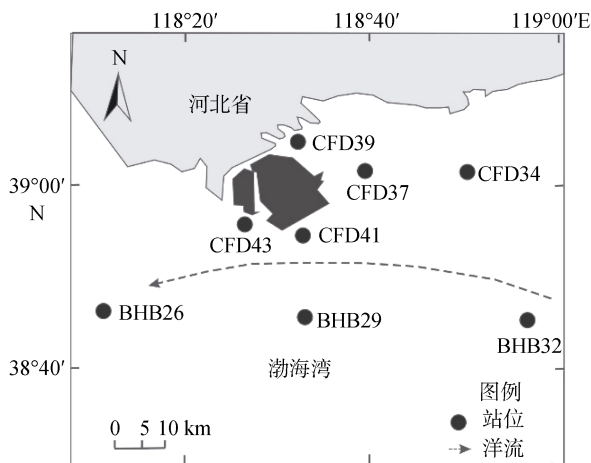 118°20′ 118°40′ 119°00′E
N
河北省
CFD39
CFD37
CFD34
39°00′
N
CFD43
CFD41
BHB26
BHB29
BHB32
38°40′
渤海湾
图例
站位
洋流
0 5 10 km